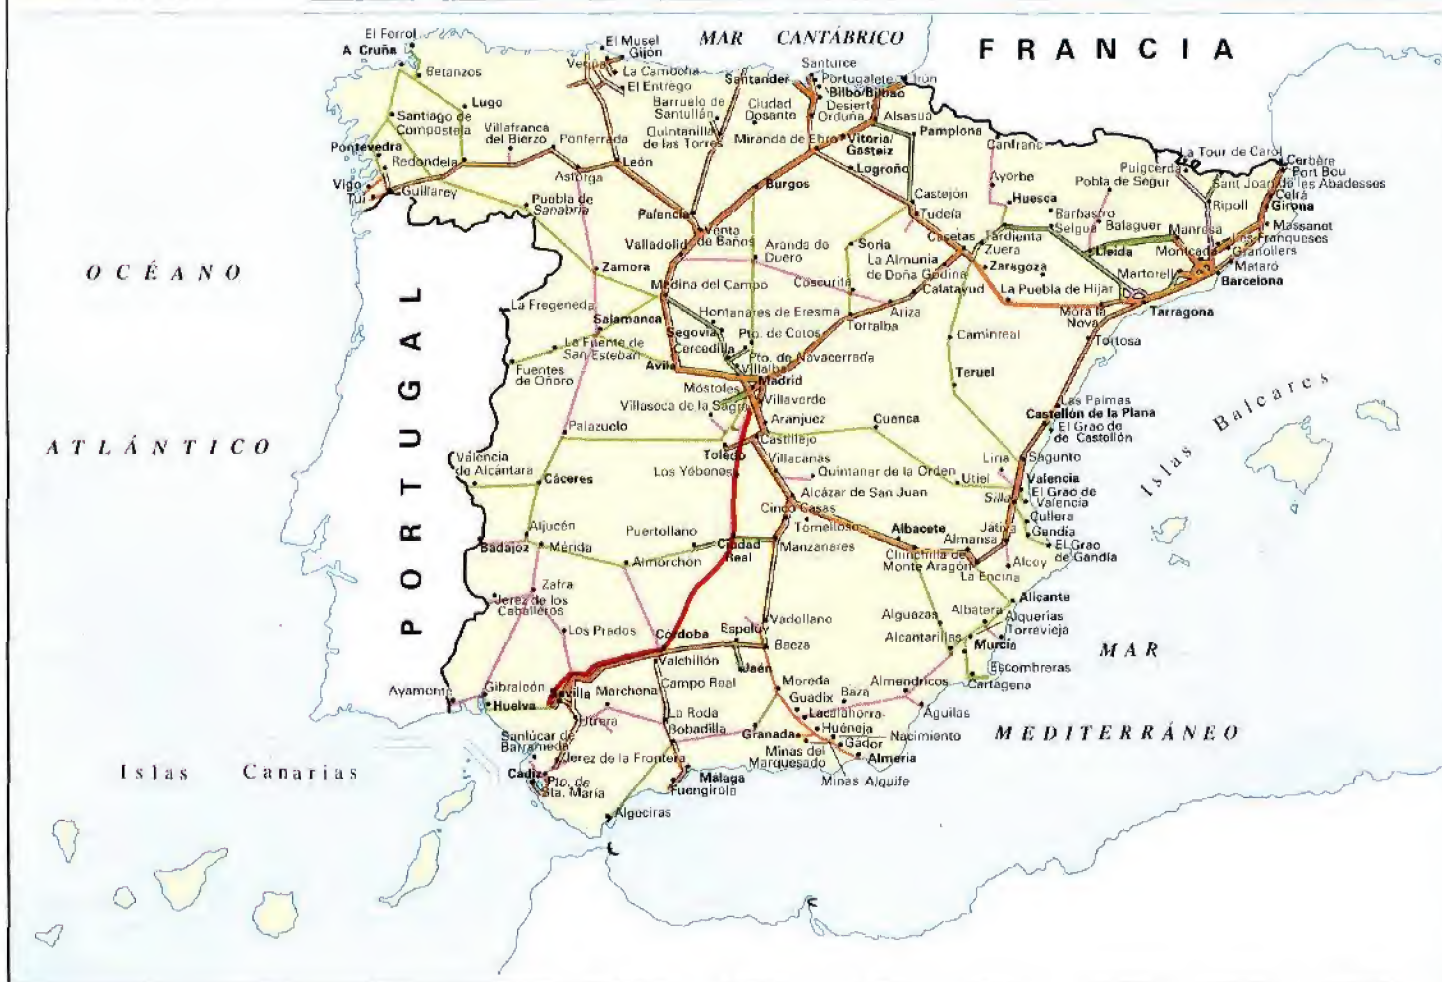 El Ferrol
A Cruña
Betanzos
Lugo
Santiago de
Compostela
Pontevedra
Redondela
Vigo
Tui
Guillarey
Villafranca
del Bierzo
Ponferrada
Astorga
Puebla de
Sanabria
León
El Musel
Gijón
La Camocha
El Entrego
MAR CANTÁBRICO
FRANCIA
Santander
Barruelo de
Santullán
Quintanilla
de las Torres
Ciudad
Dosante
Santurce
Portugalete
Bilbo/Bilbao
Desierto
Orduña
Irún
Alsasua
Miranda de Ebro
Vitoria/
Gasteiz
Pamplona
Logroño
Burgos
Palencia
Venta
de Baños
Valladolid
Canfranc
Ayerbe
Huesca
Castejón
Tudela
Casetas
Tardienta
Zuera
Zaragoza
Barbastro
Selgua
La Tour de Carol
Puigcerdá
Pobla de Segur
Balaguer
Lleida
Cerbère
Port Bou
Sant Joan de les Abadesses
Celrá
Girona
Ripoll
Massanet
Manresa
Les Franqueses
Montcada
Granollers
Martorell
Mataró
Barcelona
Tarragona
OCÉANO
ATLÁNTICO
PORTUGAL
Zamora
Medina del Campo
Aranda de
Duero
Soria
La Almunia
de Doña Godina
Coscurita
Calatayud
Ariza
Torralba
La Puebla de Hijar
Mora la
Nova
Tortosa
La Fregeneda
Salamanca
La Fuente de
San Esteban
Fuentes
de Oñoro
Hontanares de Eresma
Segovia
Cercedilla
Pto. de Cotos
Pto. de Navacerrada
Villalba
Avila
Madrid
Móstoles
Villaverde
Villaseca de la Sagra
Aranjuez
Castillejo
Toledo
Caminreal
Teruel
Cuenca
Las Palmas
Castellón de la Plana
El Grao de
de Castellón
Islas Baleares
Palazuelo
Valencia
de Alcántara
Cáceres
Los Yébenes
Villacañas
Quintanar de la Orden
Alcázar de San Juan
Cinco Casas
Tomelloso
Liria
Sagunto
Utiel
Valencia
Silla
El Grao de
Valencia
Cullera
Gandía
El Grao
de Gandía
Játiva
Almansa
Alcoy
La Encina
Albacete
Chinchilla de
Monte Aragón
Aljucén
Badajoz
Mérida
Puertollano
Ciudad
Real
Manzanares
Almorchón
Zafra
Jerez de los
Caballeros
Los Prados
Córdoba
Espeluy
Vadollano
Baeza
Valchillón
Jaén
Alicante
Alguazas
Albatera
Alquerías
Torrevieja
Alcantarilla
Murcia
Escombreras
Cartagena
MAR
MEDITERRÁNEO
Ayamonte
Gibraleón
Huelva
Sevilla
Marchena
Campo Real
Utrera
La Roda
Bobadilla
Moreda
Guadix
Baza
Almendricos
Aguilas
Lacalahorra-
Huéneja
Nacimiento
Gádor
Granada
Minas del
Marquesado
Minas Alquife
Almería
Sanlúcar de
Barrameda
Jerez de la Frontera
Cádiz
Pto. de
Sta. María
Málaga
Fuengirola
Algeciras
Islas Canarias